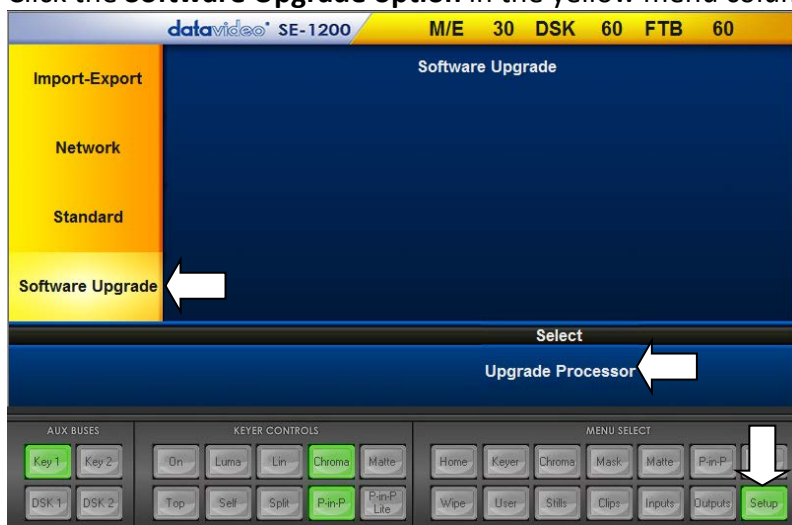 Click the Software Upgrade option in the yellow menu colum
datavideo SE-1200 M/E 30 DSK 60 FTB 60
Import-Export
Software Upgrade
Network
Standard
Software Upgrade
Select
Upgrade Processor
AUX BUSES KEYER CONTROLS MENU SELECT
Key 1 Key 2 On Luma Lin Chroma Matte Home Keyer Chroma Mask Matte P-in-P
DSK 1 DSK 2 Top Self Split P-in-P P-in-P Lite Wipe User Stills Clips Inputs Outputs Setup